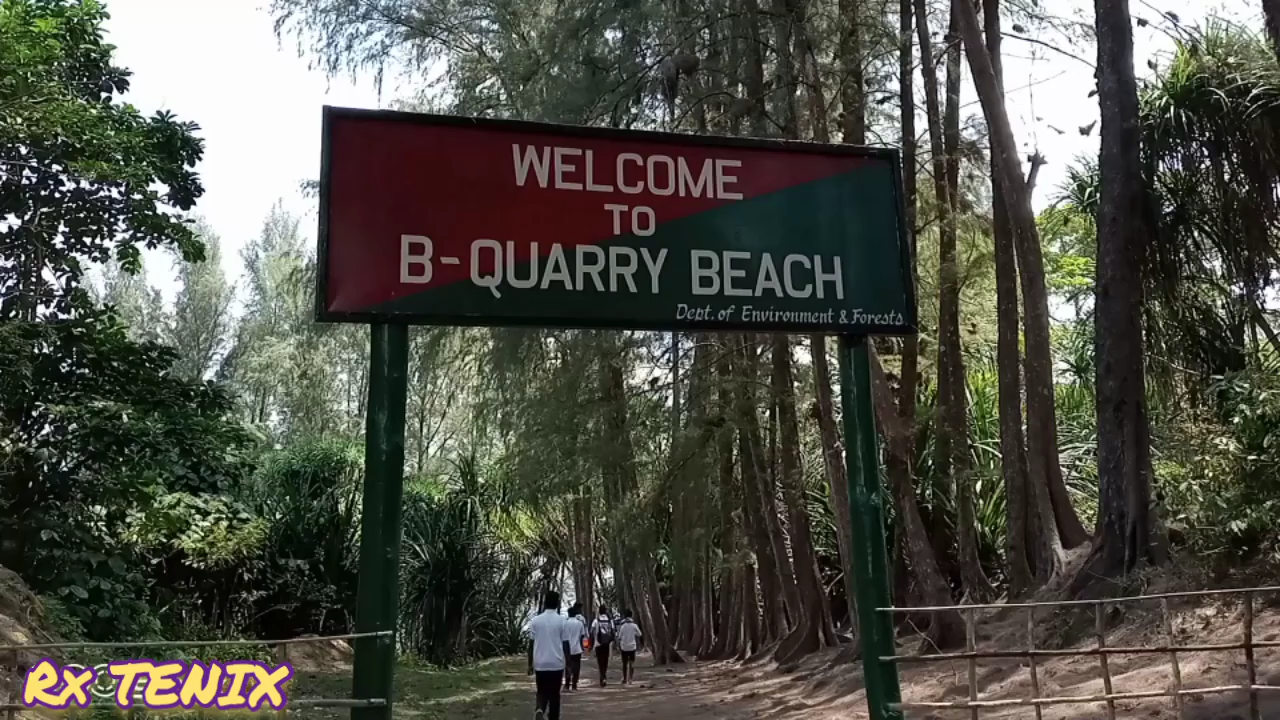 WELCOME
TO
B-QUARRY BEACH
Dept. of Environment & Forests
Rx TENIX